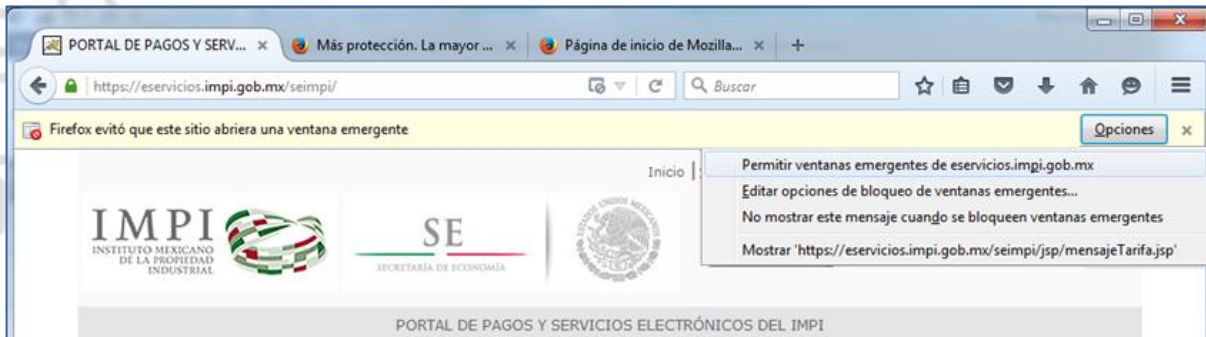 PORTAL DE PAGOS Y SERV... Más protección. La mayor ... Página de inicio de Mozilla...
https://eservicios.impi.gob.mx/seimpi/ Buscar
Firefox evitó que este sitio abriera una ventana emergente Opciones
Permitir ventanas emergentes de eservicios.impi.gob.mx
Inicio
Editar opciones de bloqueo de ventanas emergentes...
No mostrar este mensaje cuando se bloqueen ventanas emergentes
Mostrar 'https://eservicios.impi.gob.mx/seimpi/jsp/mensajeTarifa.jsp'
IMPI
INSTITUTO MEXICANO
DE LA PROPIEDAD
INDUSTRIAL
SE
SECRETARÍA DE ECONOMÍA
ESTADOS UNIDOS MEXICANOS
PORTAL DE PAGOS Y SERVICIOS ELECTRÓNICOS DEL IMPI